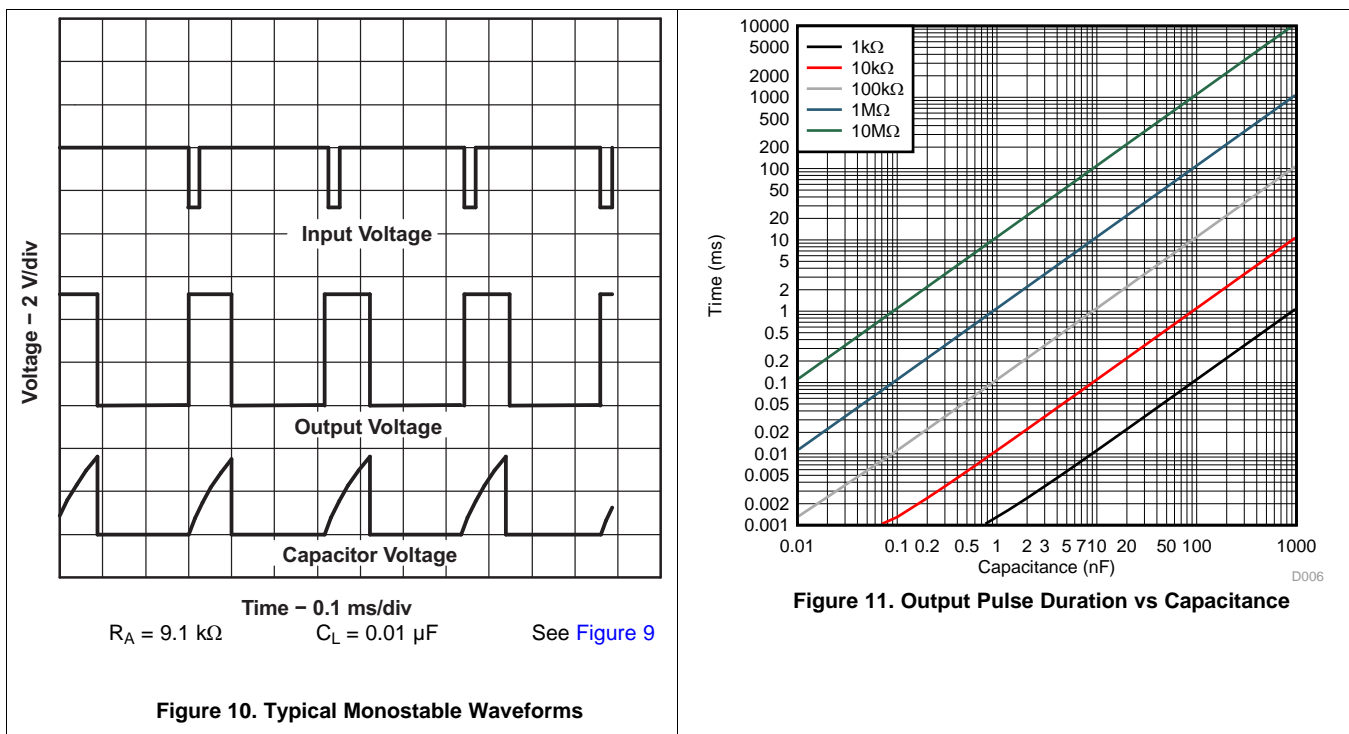 Voltage − 2 V/div
Input Voltage
Output Voltage
Capacitor Voltage
Time − 0.1 ms/div
R_A = 9.1 kΩ C_L = 0.01 µF See Figure 9
Figure 10. Typical Monostable Waveforms
10000
5000
2000
1000
500
200
100
50
20
10
5
2
1
0.5
0.2
0.1
0.05
0.02
0.01
0.005
0.002
0.001
Time (ms)
1kΩ
10kΩ
100kΩ
1MΩ
10MΩ
0.01 0.1 0.2 0.5 1 2 3 5 7 10 20 50 100 1000
Capacitance (nF)
D006
Figure 11. Output Pulse Duration vs Capacitance